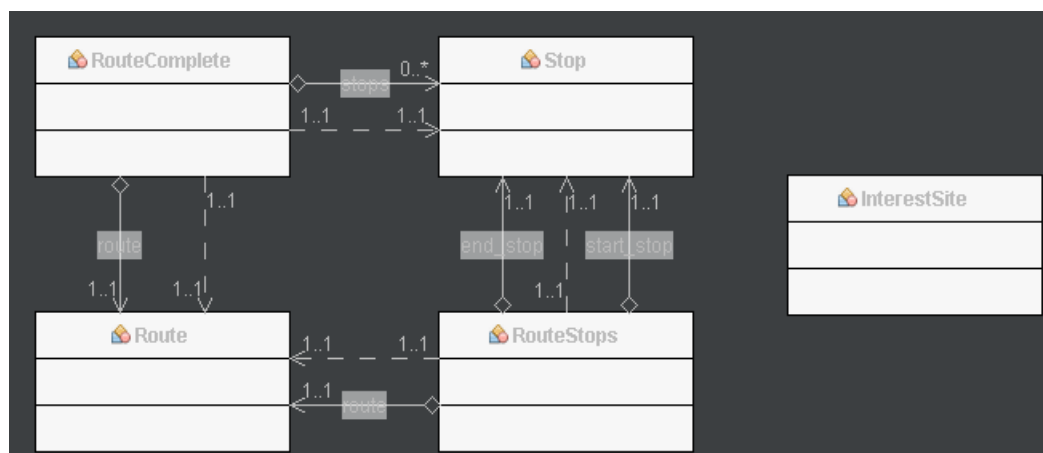 RouteComplete
Stop
0..*
stops
1..1
1..1
1..1
1..1
1..1
1..1
InterestSite
route
end_stop
start_stop
1..1
1..1
1..1
Route
RouteStops
1..1
1..1
1..1
route